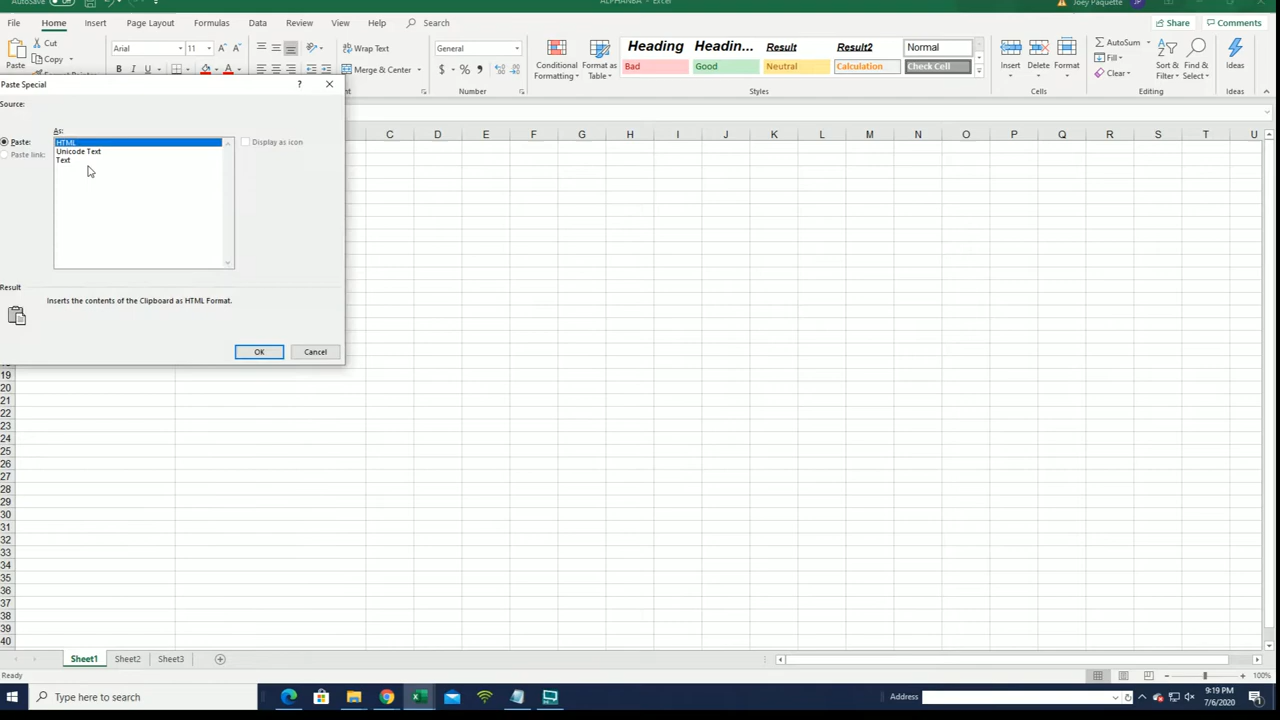 AutoSave Off ALPHANBA - Excel Joey Paquette JP
File Home Insert Page Layout Formulas Data Review View Help Search Share Comments
Paste Cut Copy
Arial 11 Wrap Text Merge & Center
B I U
General $ % 9
Number
Conditional Formatting
Format as Table
Heading Headin... Result Result2 Normal
Bad Good Neutral Calculation Check Cell
Styles
Insert Delete Format
Cells
AutoSum Fill Clear
Sort & Filter
Find & Select
Ideas
Ideas
Paste Special ?
Source:
As:
Paste: HTML Display as icon
Paste link: Unicode Text
Text
Result
Inserts the contents of the Clipboard as HTML Format.
OK Cancel
C D E F G H I J K L M N O P Q R S T U
19
20
21
22
23
24
25
26
27
28
29
30
31
32
33
34
35
36
37
38
39
40
Sheet1 Sheet2 Sheet3
Ready 100%
Type here to search Address 9:19 PM
7/6/2020
1